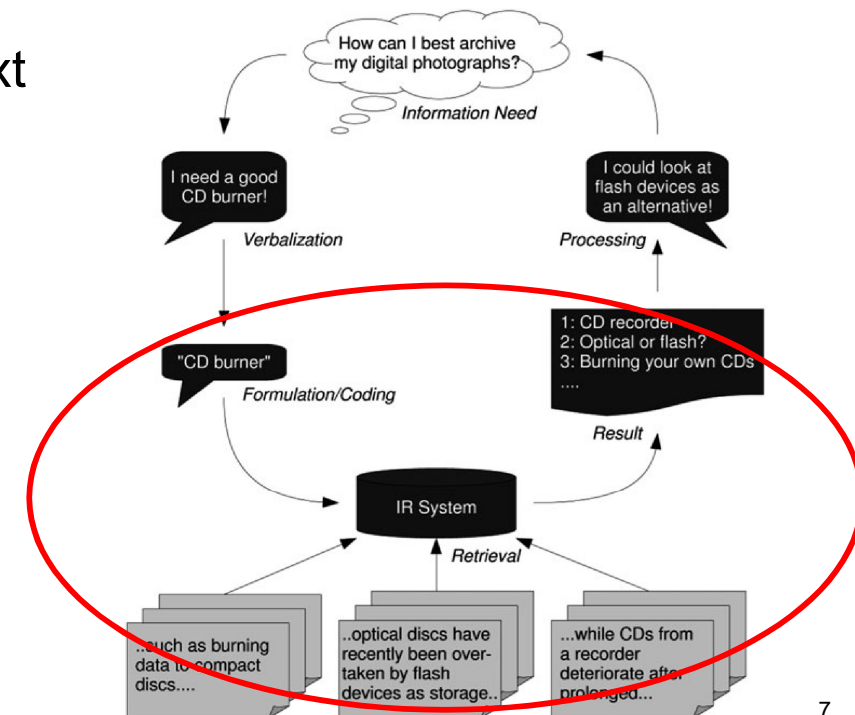 xt
How can I best archive
my digital photographs?
Information Need
I need a good
CD burner!
Verbalization
I could look at
flash devices as
an alternative!
Processing
"CD burner"
Formulation/Coding
1: CD recorder
2: Optical or flash?
3: Burning your own CDs
....
Result
IR System
Retrieval
..such as burning
data to compact
discs....
..optical discs have
recently been over-
taken by flash
devices as storage..
...while CDs from
a recorder
deteriorate after
prolonged...
7